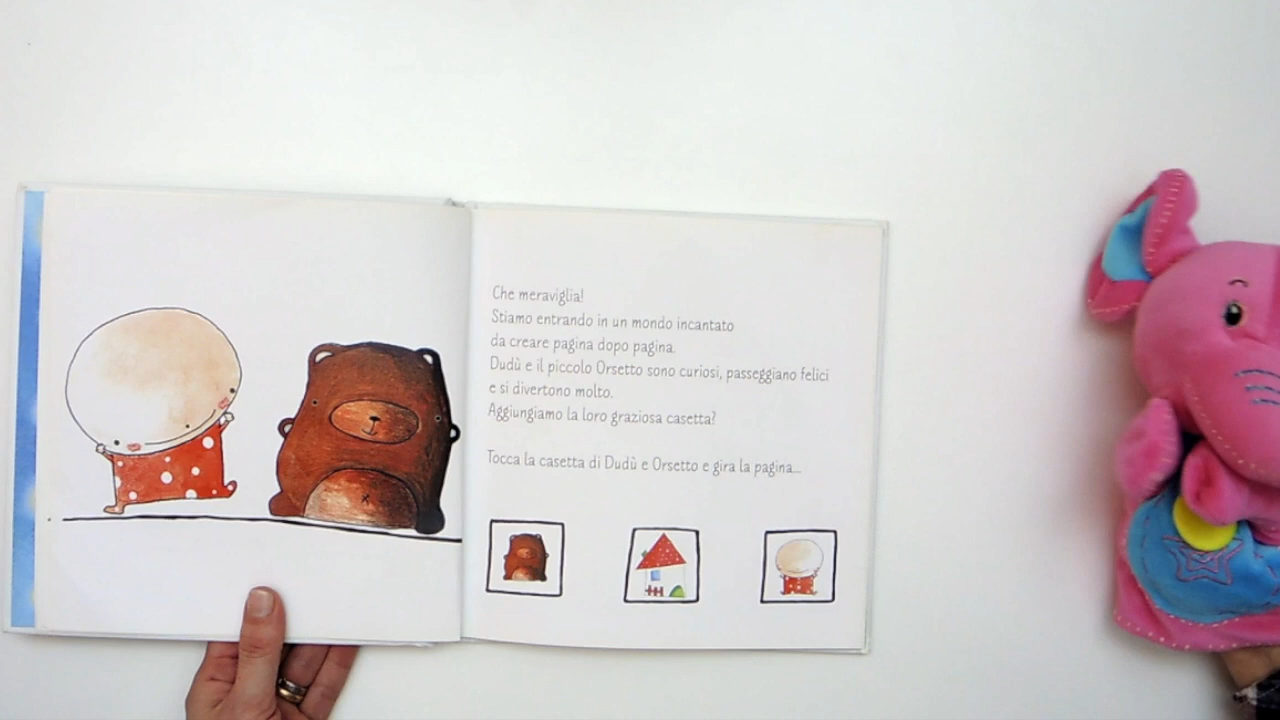 Che meraviglia!
Stiamo entrando in un mondo incantato
da creare pagina dopo pagina.
Dudù e il piccolo Orsetto sono curiosi, passeggiano felici
e si divertono molto.
Aggiungiamo la loro graziosa casetta?
Tocca la casetta di Dudù e Orsetto e gira la pagina...